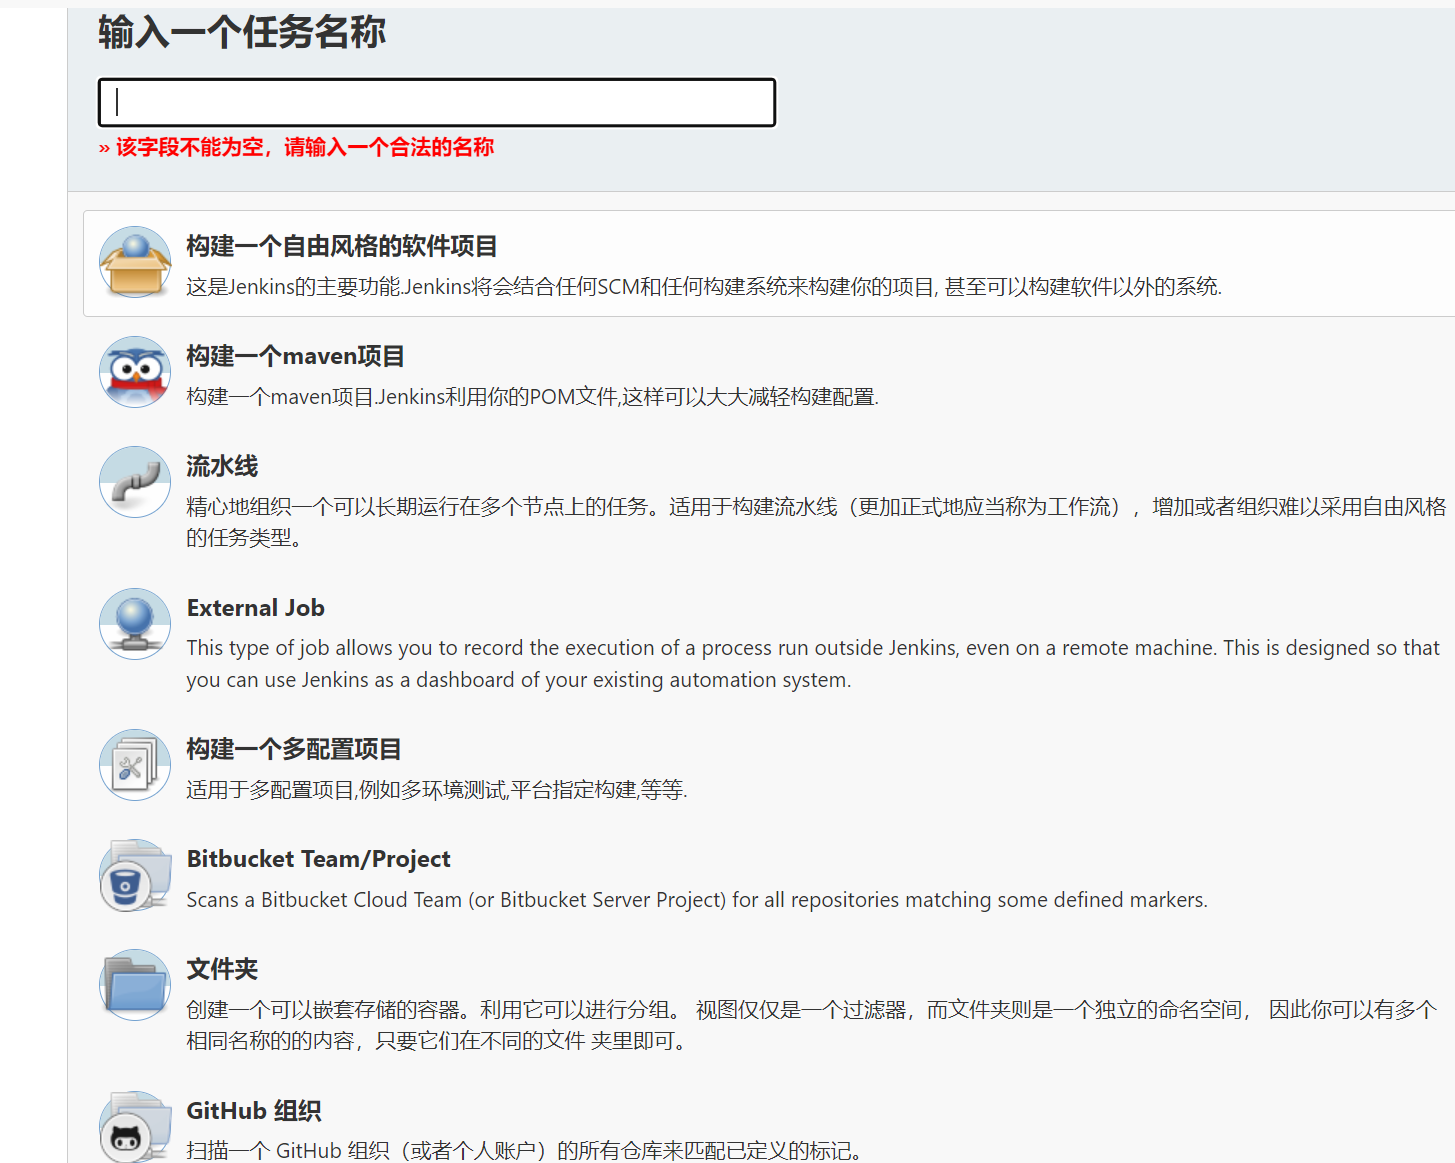 输入一个任务名称
» 该字段不能为空，请输入一个合法的名称
构建一个自由风格的软件项目
这是Jenkins的主要功能.Jenkins将会结合任何SCM和任何构建系统来构建你的项目, 甚至可以构建软件以外的系统.
构建一个maven项目
构建一个maven项目.Jenkins利用你的POM文件,这样可以大大减轻构建配置.
流水线
精心地组织一个可以长期运行在多个节点上的任务。适用于构建流水线（更加正式地应当称为工作流），增加或者组织难以采用自由风格
的任务类型。
External Job
This type of job allows you to record the execution of a process run outside Jenkins, even on a remote machine. This is designed so that
you can use Jenkins as a dashboard of your existing automation system.
构建一个多配置项目
适用于多配置项目,例如多环境测试,平台指定构建,等等.
Bitbucket Team/Project
Scans a Bitbucket Cloud Team (or Bitbucket Server Project) for all repositories matching some defined markers.
文件夹
创建一个可以嵌套存储的容器。利用它可以进行分组。 视图仅仅是一个过滤器，而文件夹则是一个独立的命名空间， 因此你可以有多个
相同名称的的内容，只要它们在不同的文件 夹里即可。
GitHub 组织
扫描一个 GitHub 组织（或者个人账户）的所有仓库来匹配已定义的标记。